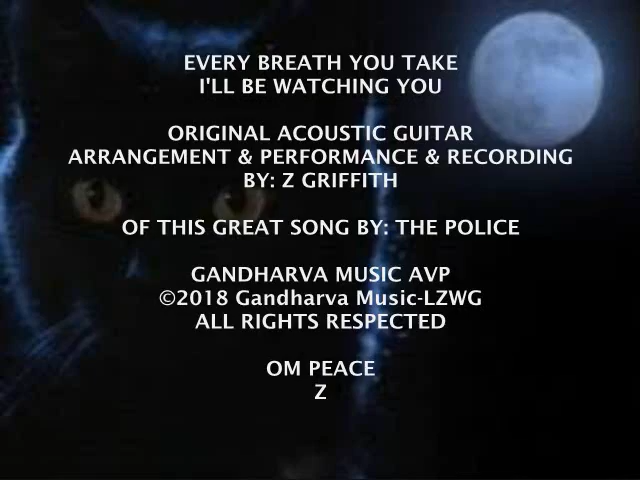 EVERY BREATH YOU TAKE
I'LL BE WATCHING YOU
ORIGINAL ACOUSTIC GUITAR
ARRANGEMENT & PERFORMANCE & RECORDING
BY: Z GRIFFITH
OF THIS GREAT SONG BY: THE POLICE
GANDHARVA MUSIC AVP
©2018 Gandharva Music-LZWG
ALL RIGHTS RESPECTED
OM PEACE
Z